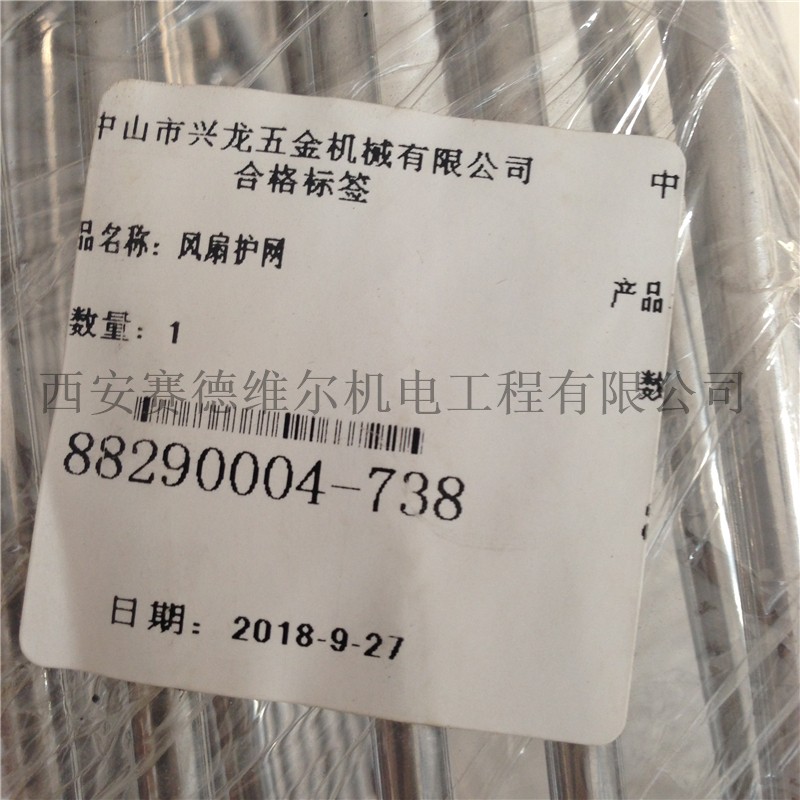 中山市兴龙五金机械有限公司
合格标签
品名称：风扇护网
数量：1
88290004-738
日期：2018-9-27
中
产品
数
西安赛德维尔机电工程有限公司